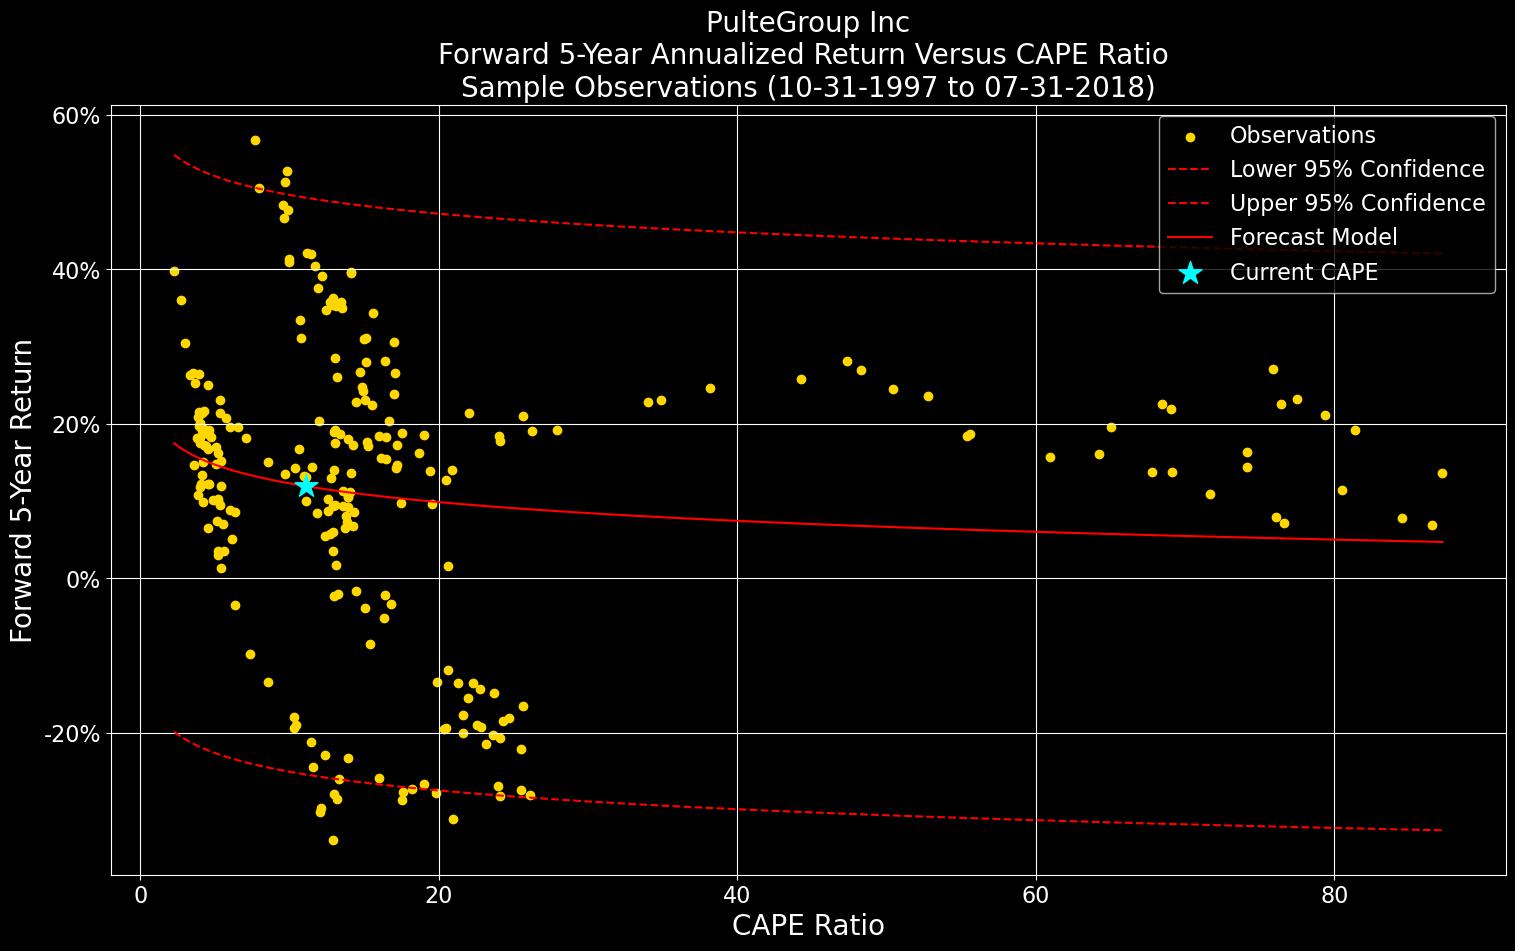 PulteGroup Inc
Forward 5-Year Annualized Return Versus CAPE Ratio
Sample Observations (10-31-1997 to 07-31-2018)
Observations
Lower 95% Confidence
Upper 95% Confidence
Forecast Model
Current CAPE
Forward 5-Year Return
60%
40%
20%
0%
-20%
0 20 40 60 80
CAPE Ratio